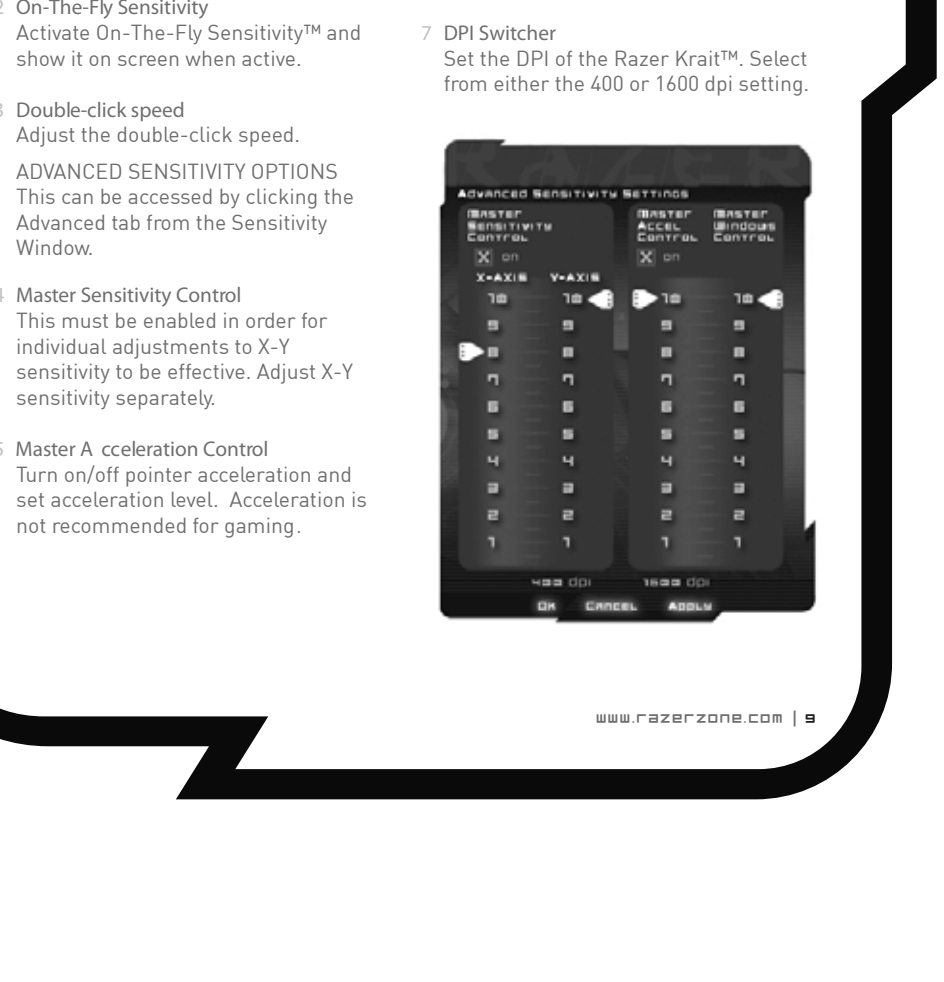 2 On-The-Fly Sensitivity
Activate On-The-Fly Sensitivity™ and
show it on screen when active.
3 Double-click speed
Adjust the double-click speed.
ADVANCED SENSITIVITY OPTIONS
This can be accessed by clicking the
Advanced tab from the Sensitivity
Window.
4 Master Sensitivity Control
This must be enabled in order for
individual adjustments to X-Y
sensitivity to be effective. Adjust X-Y
sensitivity separately.
5 Master A cceleration Control
Turn on/off pointer acceleration and
set acceleration level. Acceleration is
not recommended for gaming.
7 DPI Switcher
Set the DPI of the Razer Krait™. Select
from either the 400 or 1600 dpi setting.
RAZER
Advanced Sensitivity Settings
Master
Sensitivity
Control
X on
X-AXIS Y-AXIS
10 10
9 9
8 8
7 7
6 6
5 5
4 4
3 3
2 2
1 1
Master
Accel
Control
X on
Master
Windows
Control
10 10
9 9
8 8
7 7
6 6
5 5
4 4
3 3
2 2
1 1
400 dpi 1600 dpi
OK Cancel Apply
www.razerzone.com | 9